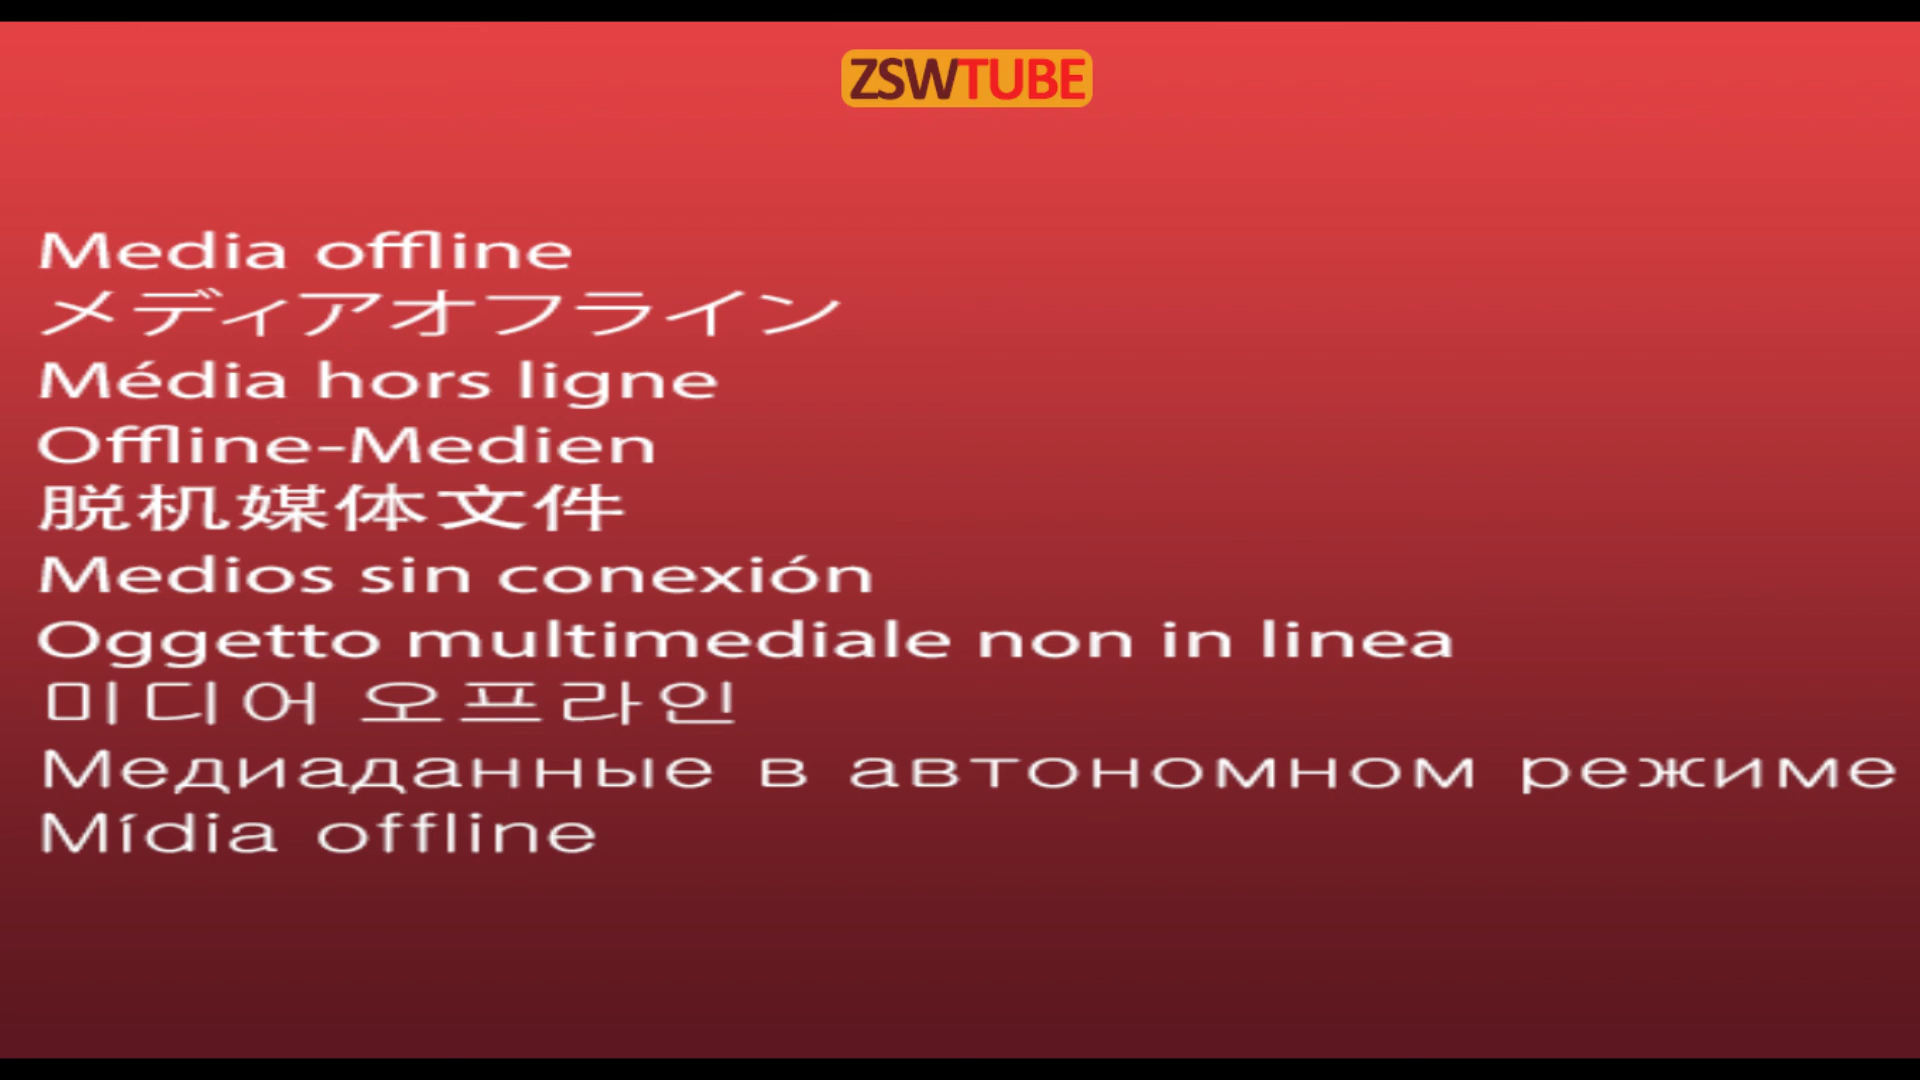 ZSWTUBE
Media offline
メディアオフライン
Média hors ligne
Offline-Medien
脱机媒体文件
Medios sin conexión
Oggetto multimediale non in linea
미디어 오프라인
Медиаданные в автономном режиме
Mídia offline